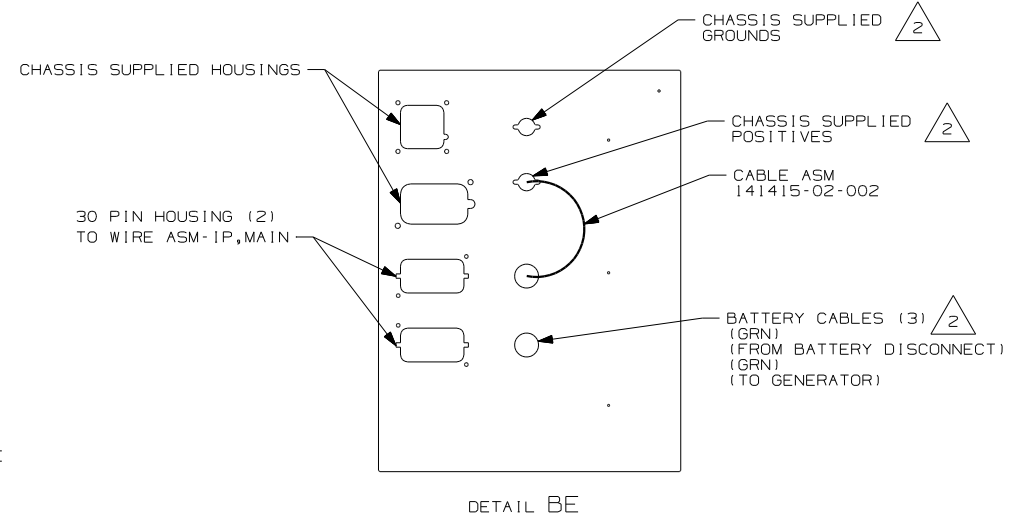 CHASSIS SUPPLIED
GROUNDS
2
CHASSIS SUPPLIED HOUSINGS
CHASSIS SUPPLIED
POSITIVES
2
CABLE ASM
141415-02-002
30 PIN HOUSING (2)
TO WIRE ASM-IP,MAIN
BATTERY CABLES (3)
2
(GRN)
(FROM BATTERY DISCONNECT)
(GRN)
(TO GENERATOR)
DETAIL BE